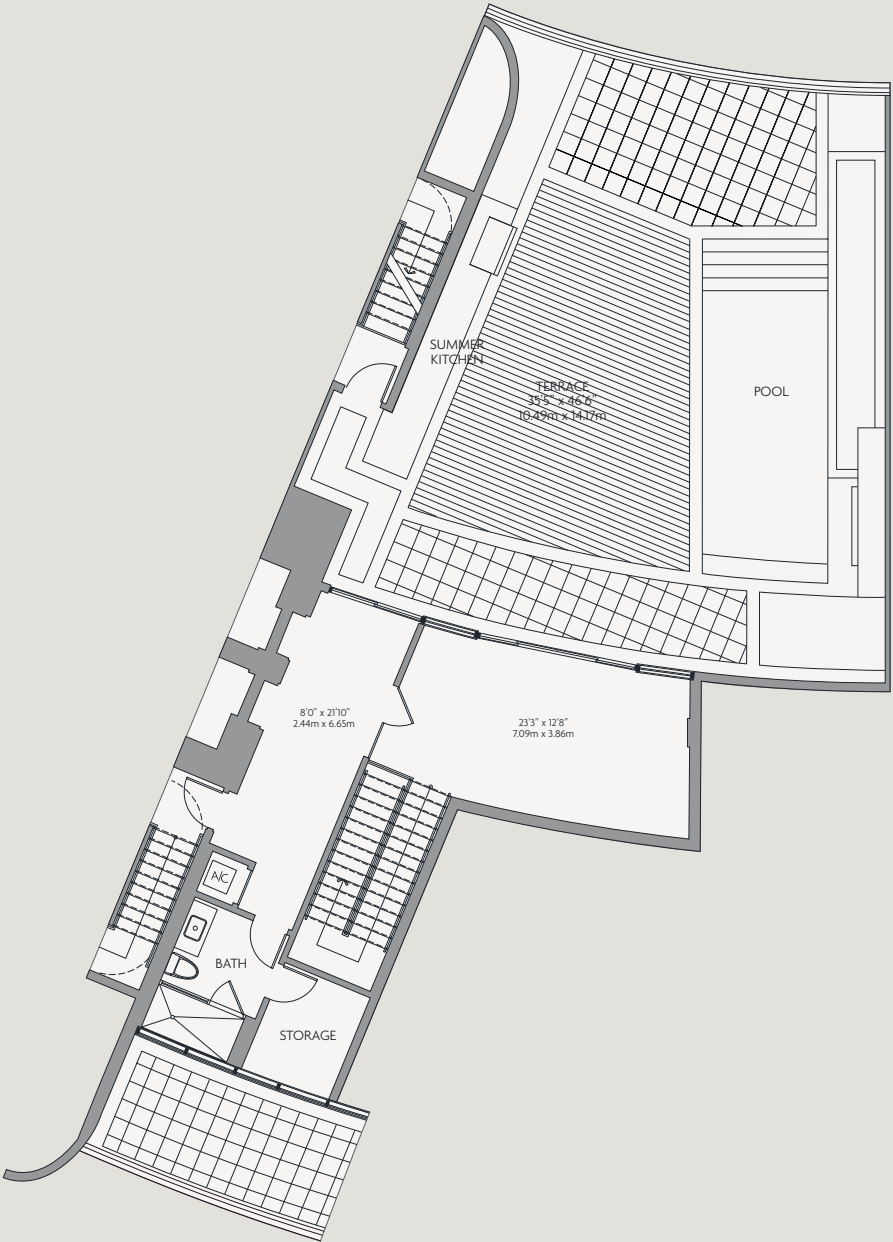 SUMMER
KITCHEN
TERRACE
35'5" x 46'6"
10.49m x 14.17m
POOL
8'0" x 21'10"
2.44m x 6.65m
23'3" x 12'8"
7.09m x 3.86m
A/C
BATH
STORAGE